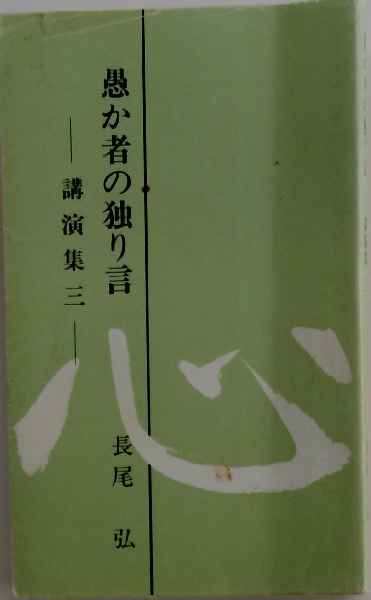 愚か者の独り言
―講演集三―
長尾弘
心